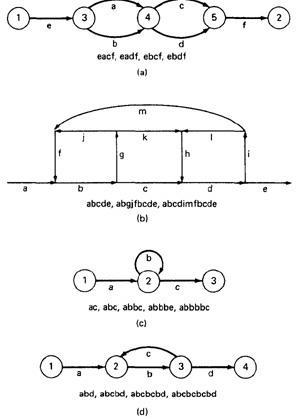 a c
1 3 4 5 2
e b d f
eacf, eadf, ebcf, ebdf
(a)
m
j k l
f g h i
a b c d e
abcde, abgjfbcde, abcdimfbcde
(b)
b
1 2 3
a c
ac, abc, abbc, abbbe, abbbbc
(c)
c
1 2 3 4
a b d
abd, abcbd, abcbcbd, abcbcbcbd
(d)